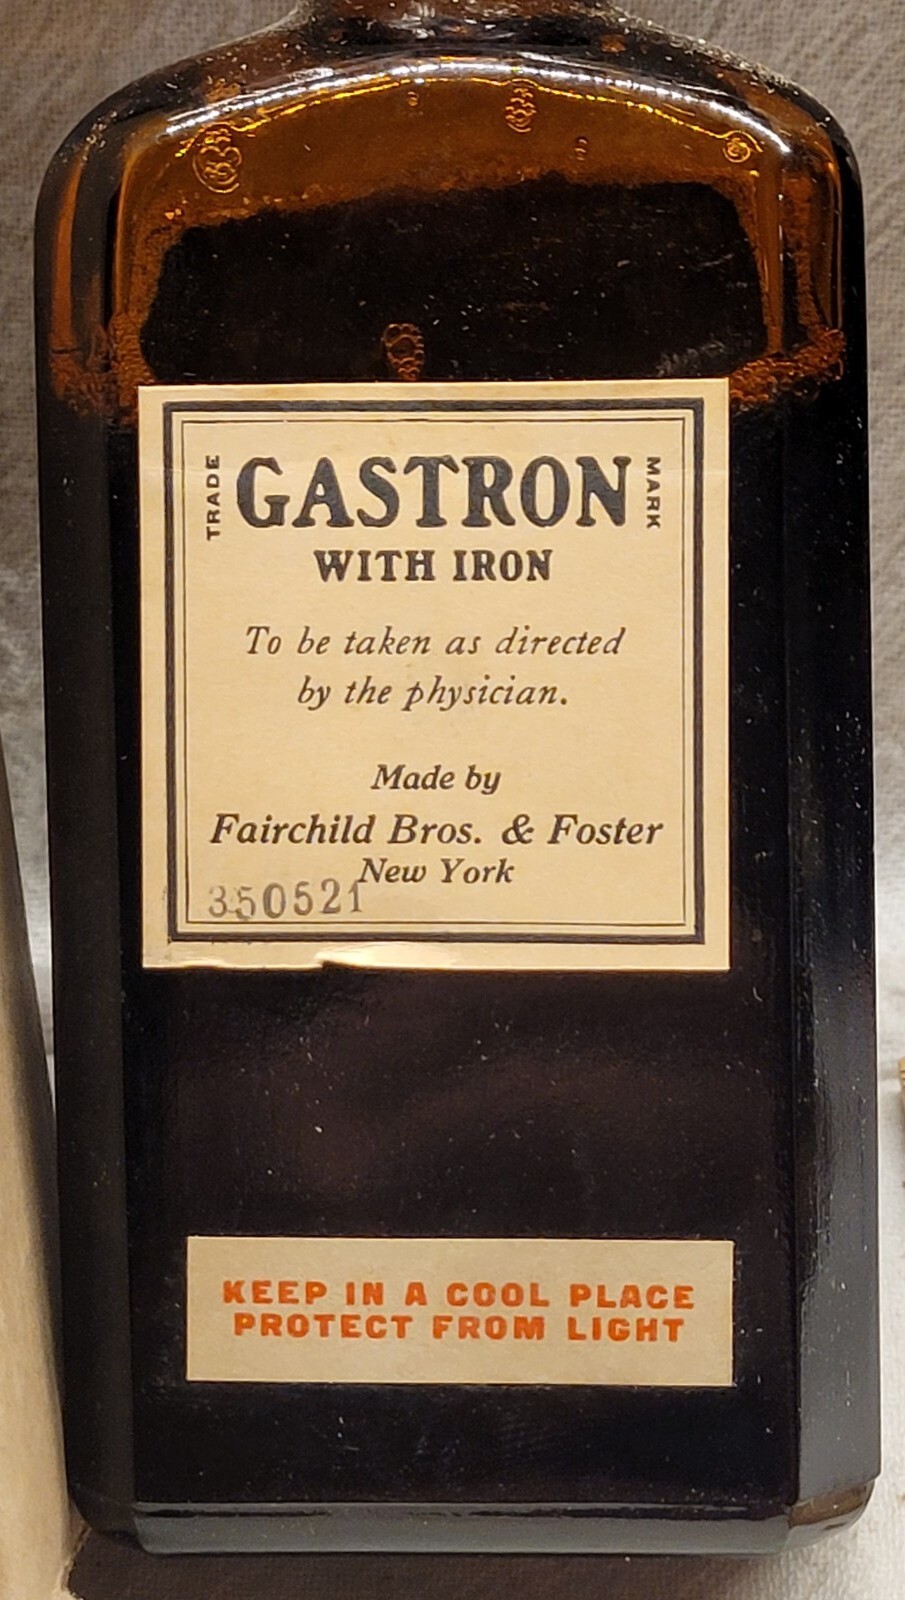 TRADE GASTRON MARK
WITH IRON
To be taken as directed
by the physician.
Made by
Fairchild Bros. & Foster
New York
350521
KEEP IN A COOL PLACE
PROTECT FROM LIGHT